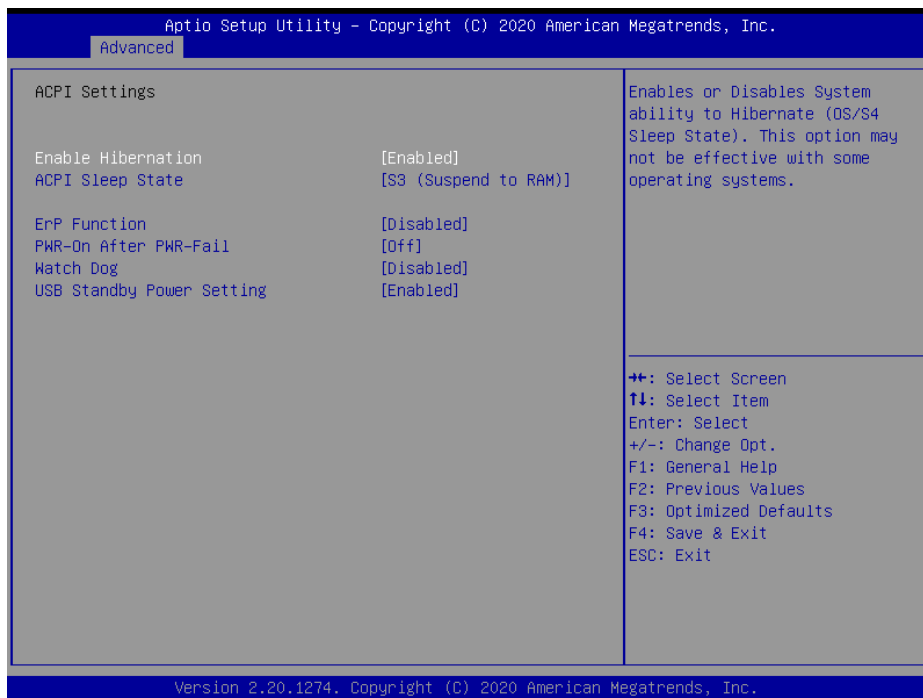 Aptio Setup Utility – Copyright (C) 2020 American Megatrends, Inc.
Advanced
ACPI Settings
Enable Hibernation [Enabled]
ACPI Sleep State [S3 (Suspend to RAM)]
ErP Function [Disabled]
PWR-On After PWR-Fail [Off]
Watch Dog [Disabled]
USB Standby Power Setting [Enabled]
Enables or Disables System
ability to Hibernate (OS/S4
Sleep State). This option may
not be effective with some
operating systems.
→←: Select Screen
↑↓: Select Item
Enter: Select
+/-: Change Opt.
F1: General Help
F2: Previous Values
F3: Optimized Defaults
F4: Save & Exit
ESC: Exit
Version 2.20.1274. Copyright (C) 2020 American Megatrends, Inc.